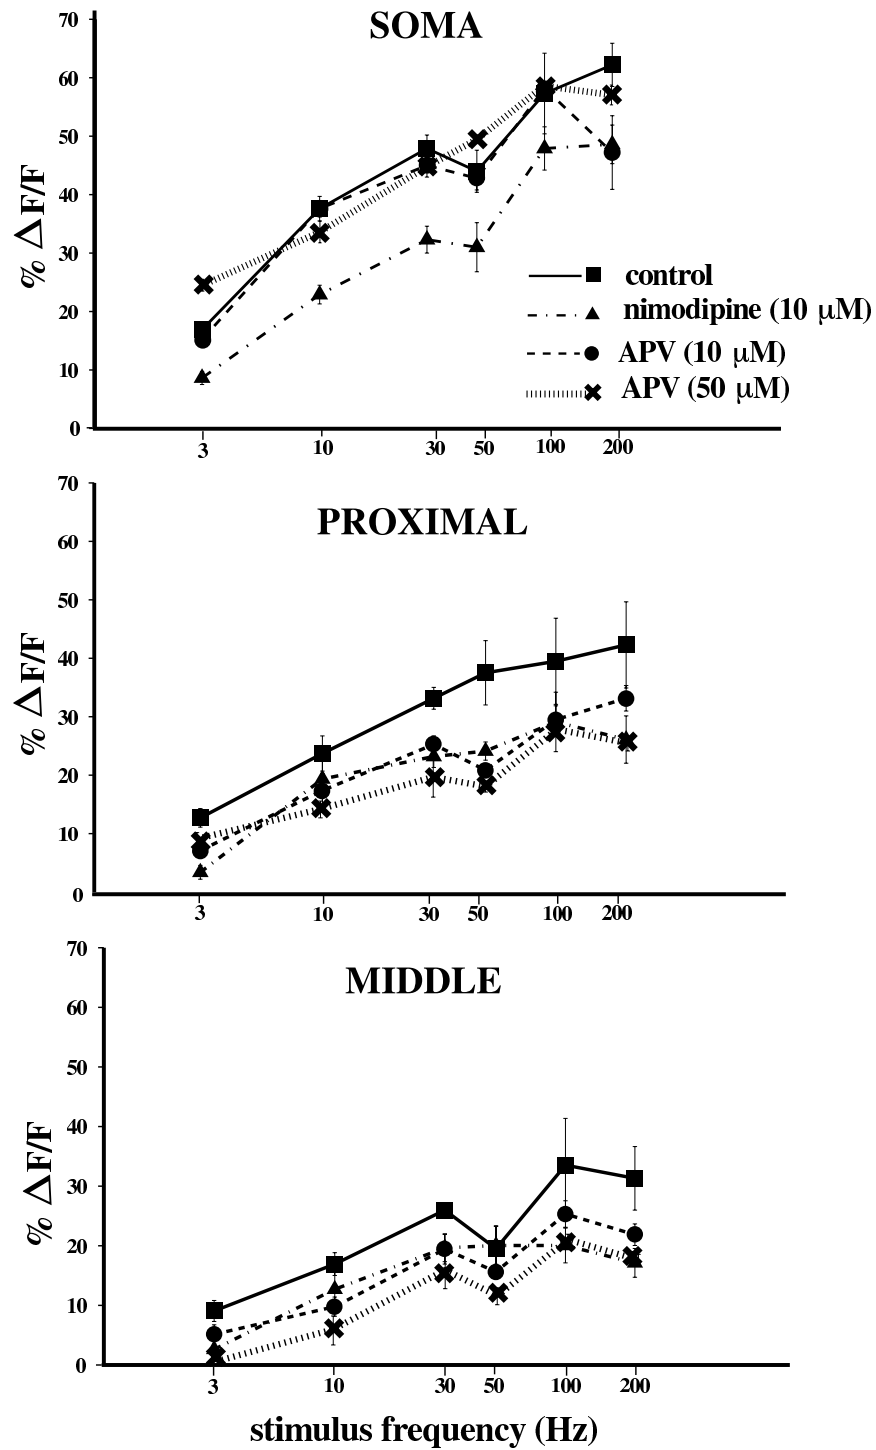 SOMA
70
60
50
40
30
20
10
0
% ΔF/F
control
nimodipine (10 μM)
APV (10 μM)
APV (50 μM)
3 10 30 50 100 200
PROXIMAL
70
60
50
40
30
20
10
0
% ΔF/F
3 10 30 50 100 200
MIDDLE
70
60
50
40
30
20
10
0
% ΔF/F
3 10 30 50 100 200
stimulus frequency (Hz)